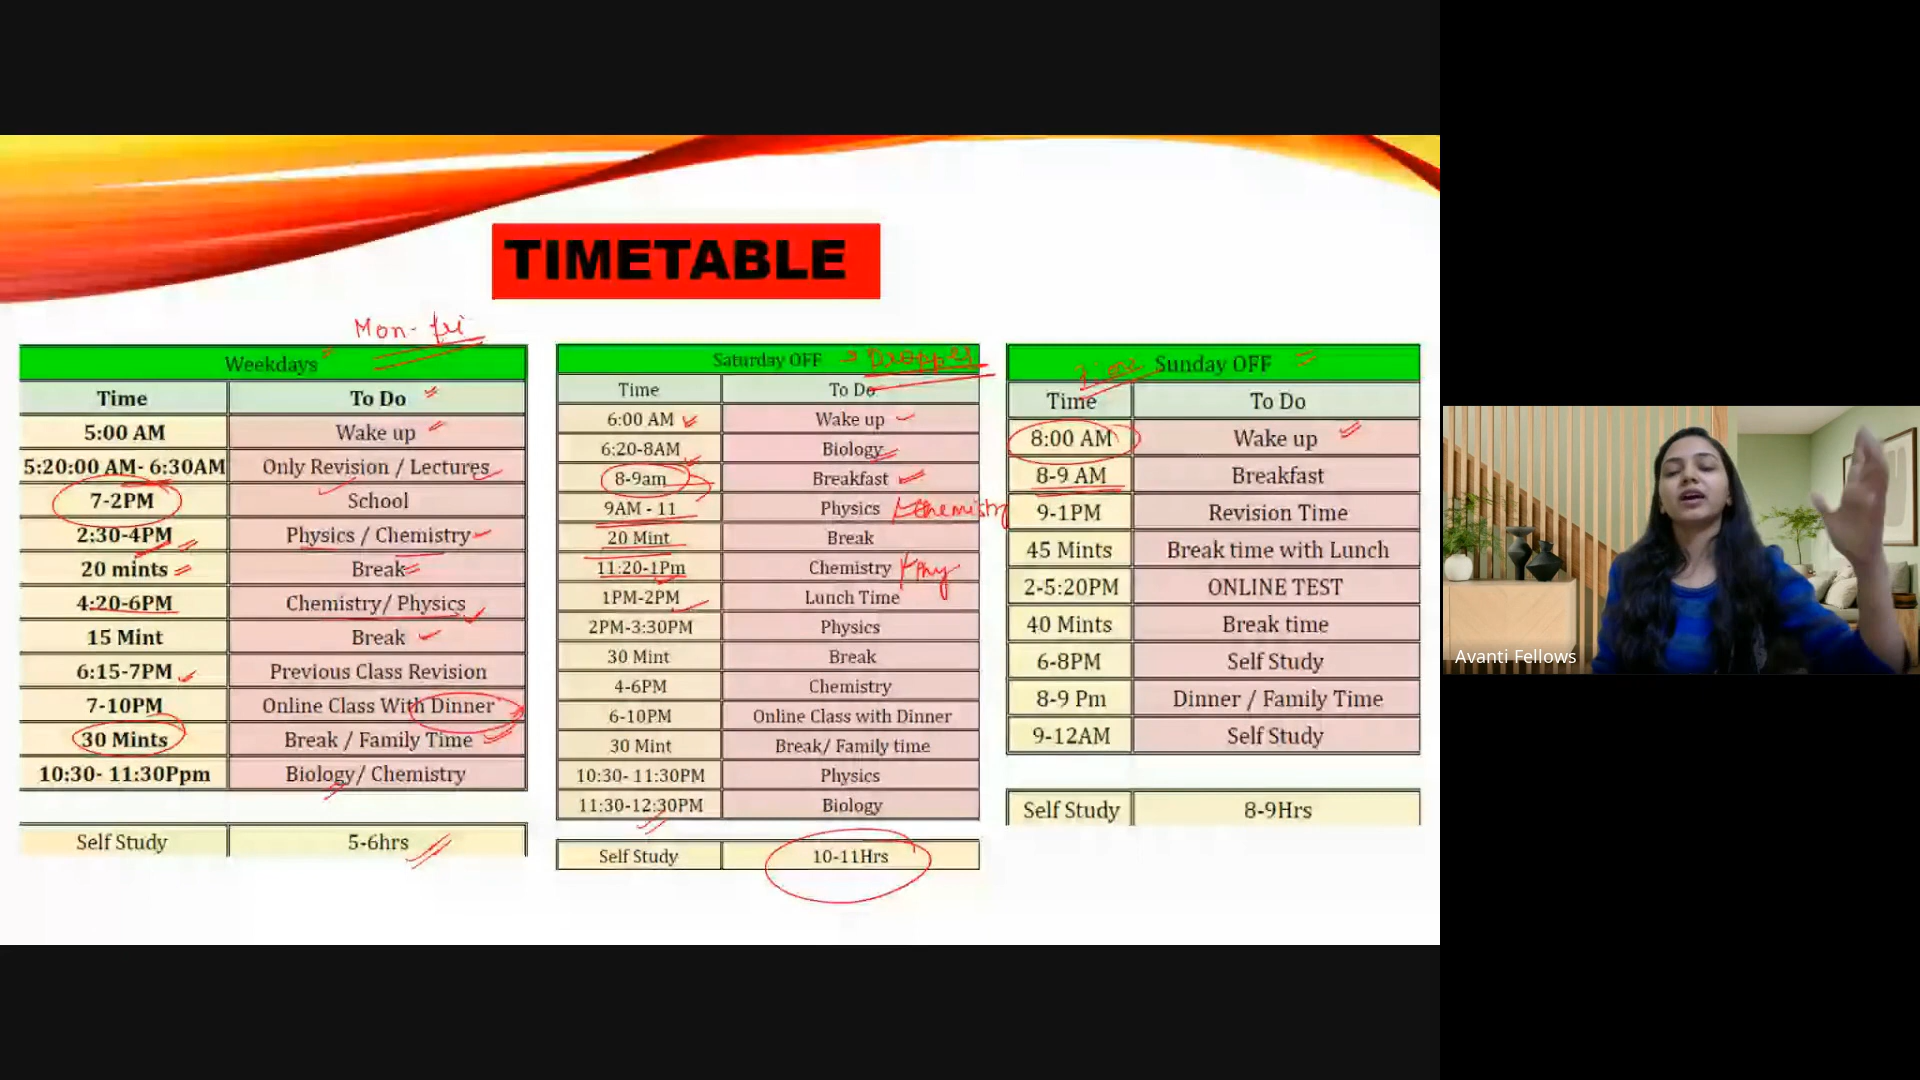 TIMETABLE
Mon-fri
Weekdays
Time To Do
5:00 AM Wake up
5:20:00 AM- 6:30AM Only Revision / Lectures
7-2PM School
2:30-4PM Physics / Chemistry
20 mints Break
4:20-6PM Chemistry/ Physics
15 Mint Break
6:15-7PM Previous Class Revision
7-10PM Online Class With Dinner
30 Mints Break / Family Time
10:30- 11:30Ppm Biology/ Chemistry
Self Study 5-6hrs
Saturday OFF Dropper
Time To Do
6:00 AM Wake up
6:20-8AM Biology
8-9am Breakfast
9AM - 11 Physics Chemistry
20 Mint Break
11:20-1Pm Chemistry Phy
1PM-2PM Lunch Time
2PM-3:30PM Physics
30 Mint Break
4-6PM Chemistry
6-10PM Online Class with Dinner
30 Mint Break/ Family time
10:30- 11:30PM Physics
11:30-12:30PM Biology
Self Study 10-11Hrs
Sunday OFF
Time To Do
8:00 AM Wake up
8-9 AM Breakfast
9-1PM Revision Time
45 Mints Break time with Lunch
2-5:20PM ONLINE TEST
40 Mints Break time
6-8PM Self Study
8-9 Pm Dinner / Family Time
9-12AM Self Study
Self Study 8-9Hrs
Avanti Fellows